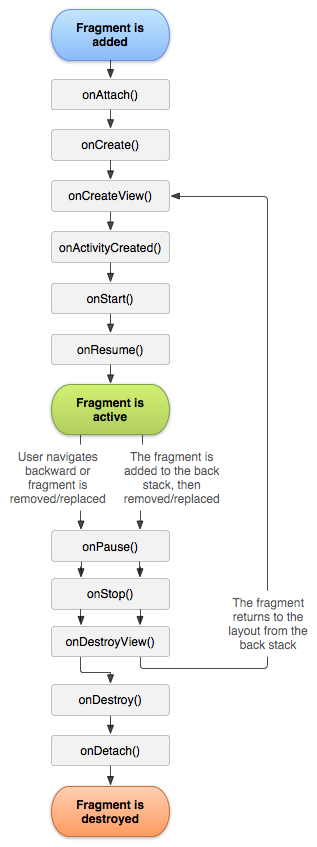 Fragment is
added
onAttach()
onCreate()
onCreateView()
onActivityCreated()
onStart()
onResume()
Fragment is
active
User navigates
backward or
fragment is
removed/replaced
The fragment is
added to the back
stack, then
removed/replaced
onPause()
onStop()
onDestroyView()
The fragment
returns to the
layout from the
back stack
onDestroy()
onDetach()
Fragment is
destroyed